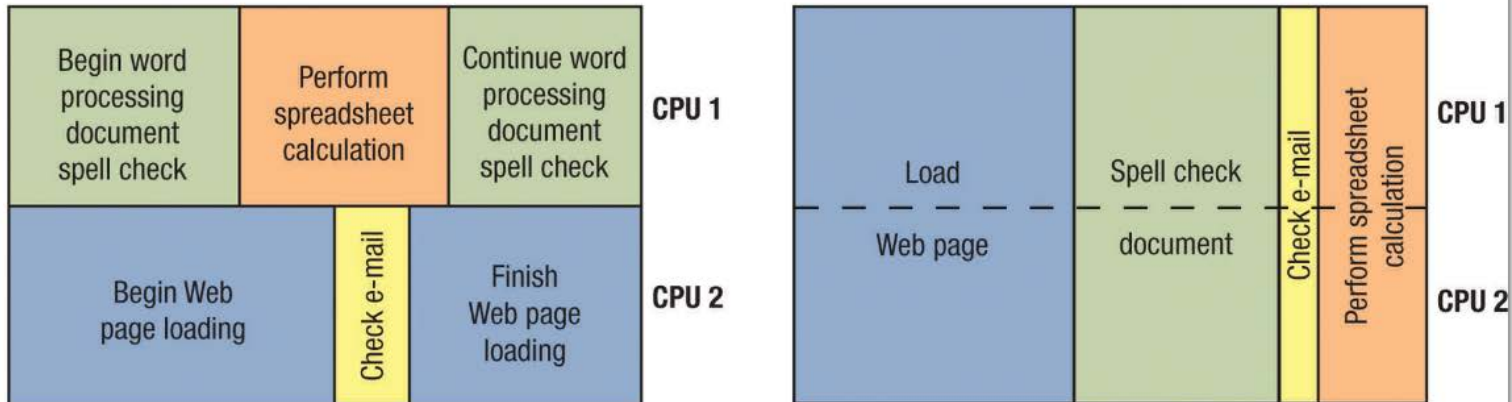 Begin word
processing
document
spell check
Perform
spreadsheet
calculation
Continue word
processing
document
spell check
CPU 1
Begin Web
page loading
Check e-mail
Finish
Web page
loading
CPU 2
Load
Web page
Spell check
document
Check e-mail
Perform spreadsheet
calculation
CPU 1
CPU 2